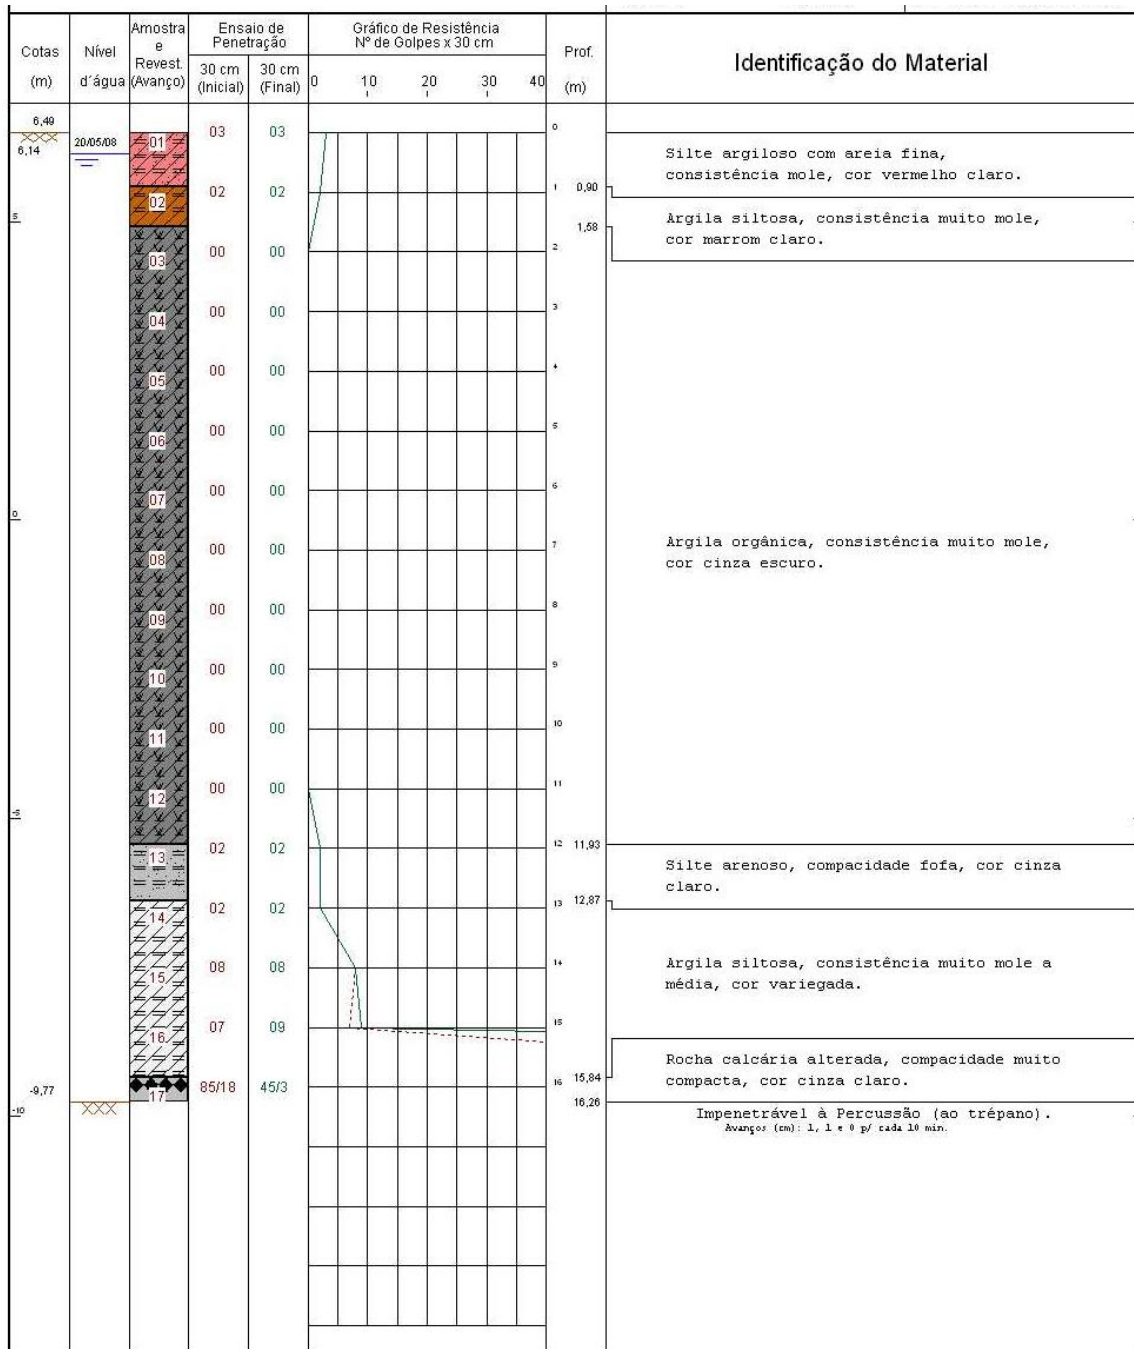 Cotas
(m)
Nível
d´água
Amostra
e
Revest.
(Avanço)
Ensaio de
Penetração
30 cm
(Inicial)
30 cm
(Final)
Gráfico de Resistência
Nº de Golpes x 30 cm
0 10 20 30 40
Prof.
(m)
Identificação do Material
6,49
6,14
20/05/08
01 03 03 0
Silte argiloso com areia fina,
consistência mole, cor vermelho claro.
02 02 1 0,90
02
5
Argila siltosa, consistência muito mole,
cor marrom claro.
1,58
00 00 2
03
00 00 3
04
00 00 4
05
00 00 5
06
00 00 6
07
0
00 00 7
08
Argila orgânica, consistência muito mole,
cor cinza escuro.
00 00 8
09
00 00 9
10
00 00 10
11
00 00 11
12
-5
02 02 12 11,93
13
Silte arenoso, compacidade fofa, cor cinza
claro.
02 02 13 12,87
14
08 08 14
15
Argila siltosa, consistência muito mole a
média, cor variegada.
07 09 15
16
Rocha calcária alterada, compacidade muito
compacta, cor cinza claro.
15,84
-9,77
85/18 45/3 16
17
16,26
-10
Impenetrável à Percussão (ao trépano).
Avanços (cm): 1, 1 e 0 p/ cada 10 min.